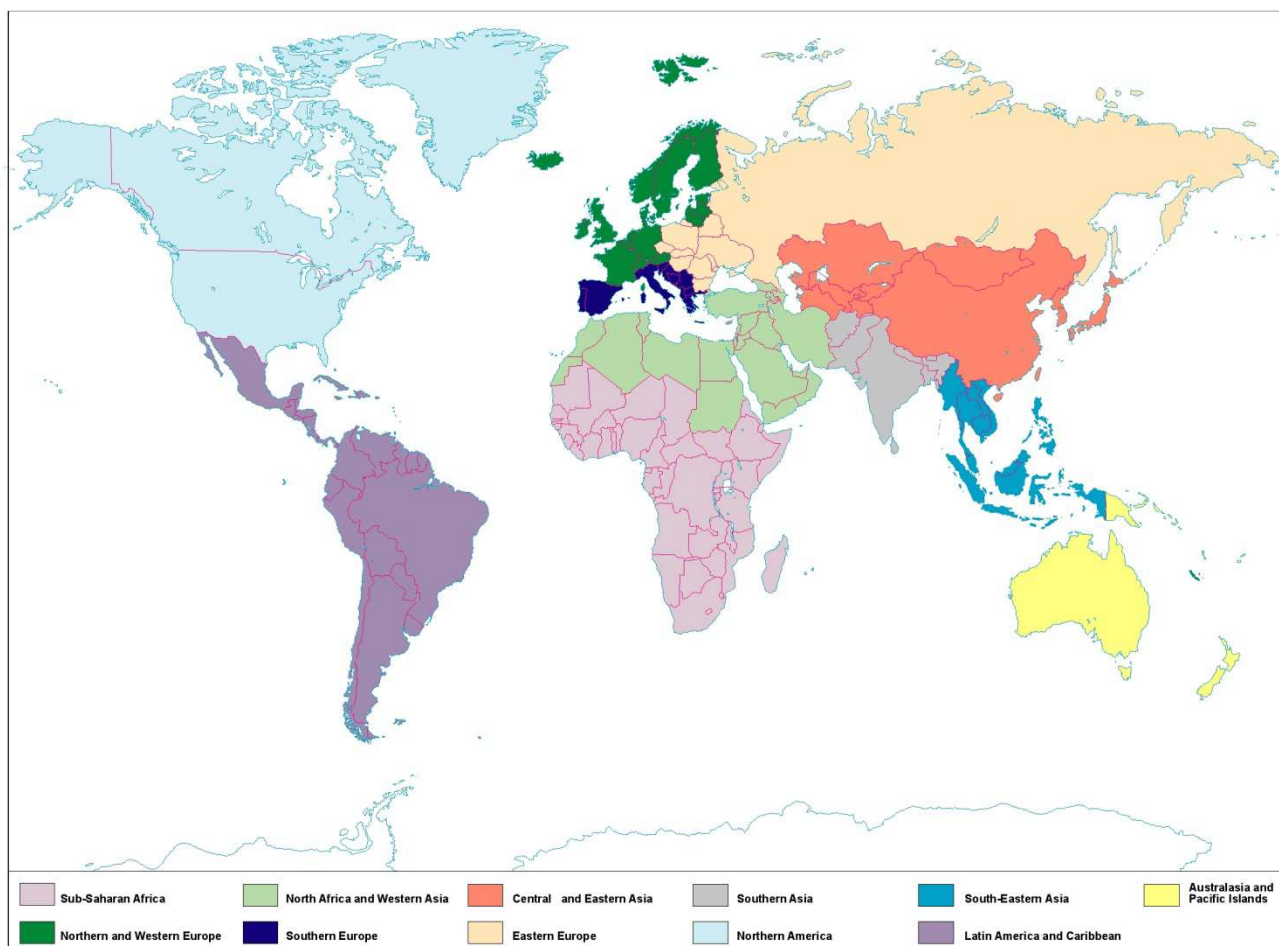 Sub-Saharan Africa
North Africa and Western Asia
Central and Eastern Asia
Southern Asia
South-Eastern Asia
Australasia and
Pacific Islands
Northern and Western Europe
Southern Europe
Eastern Europe
Northern America
Latin America and Caribbean